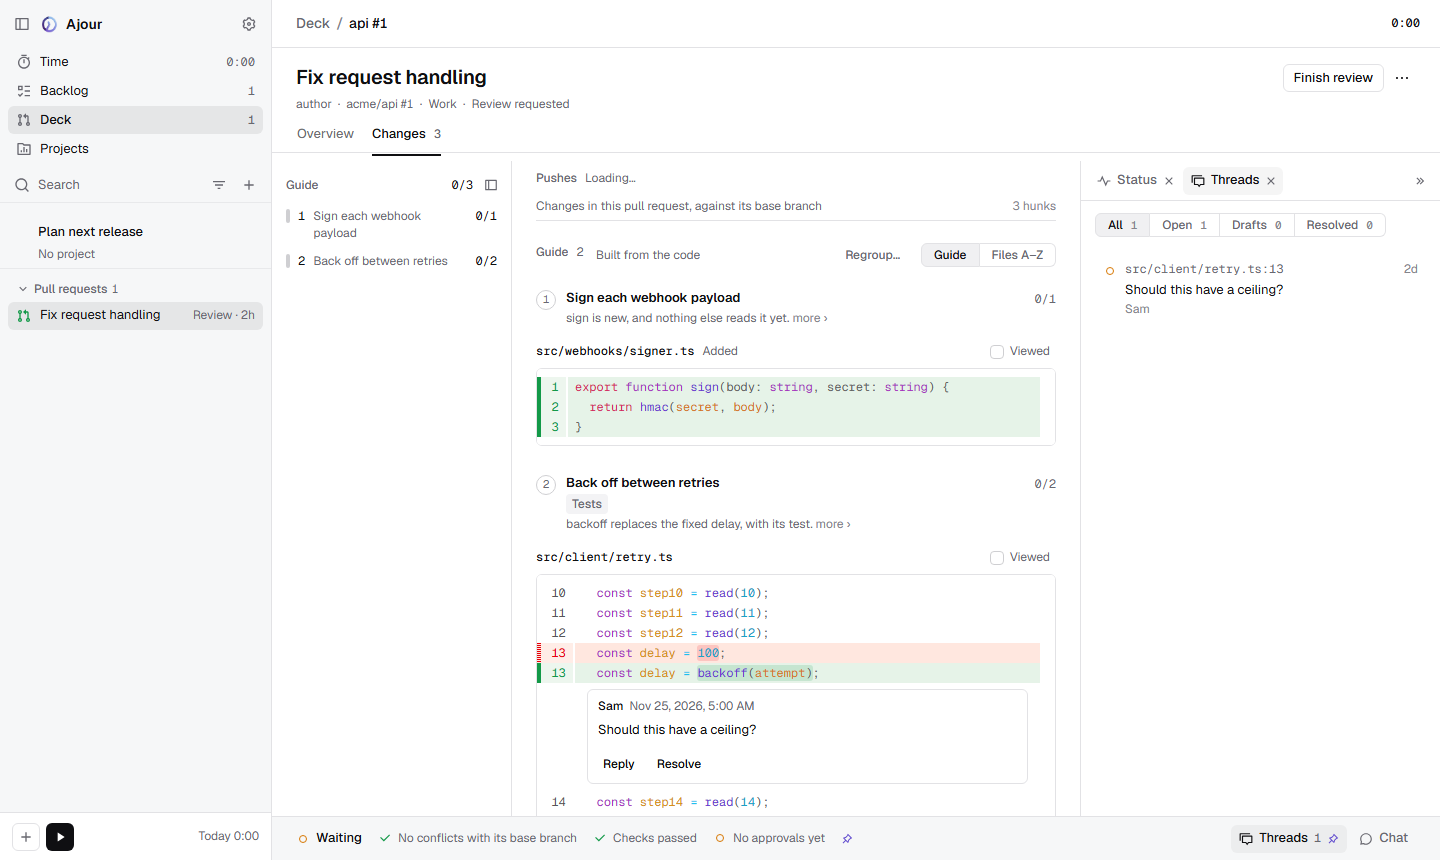 Ajour
Time 0:00
Backlog 1
Deck 1
Projects
Search
Plan next release
No project
Pull requests 1
Fix request handling Review · 2h
Today 0:00
Deck / api #1 0:00
Fix request handling
Finish review
author · acme/api #1 · Work · Review requested
Overview Changes 3
Guide 0/3
1 Sign each webhook payload 0/1
2 Back off between retries 0/2
Pushes Loading…
Changes in this pull request, against its base branch 3 hunks
Guide 2 Built from the code Regroup… Guide Files A–Z
1 Sign each webhook payload 0/1
sign is new, and nothing else reads it yet. more ›
src/webhooks/signer.ts Added Viewed
1 export function sign(body: string, secret: string) {
2 return hmac(secret, body);
3 }
2 Back off between retries 0/2
Tests
backoff replaces the fixed delay, with its test. more ›
src/client/retry.ts Viewed
10 const step10 = read(10);
11 const step11 = read(11);
12 const step12 = read(12);
13 const delay = 100;
13 const delay = backoff(attempt);
Sam Nov 25, 2026, 5:00 AM
Should this have a ceiling?
Reply Resolve
14 const step14 = read(14);
Status Threads
All 1 Open 1 Drafts 0 Resolved 0
src/client/retry.ts:13 2d
Should this have a ceiling?
Sam
Waiting No conflicts with its base branch Checks passed No approvals yet
Threads 1 Chat